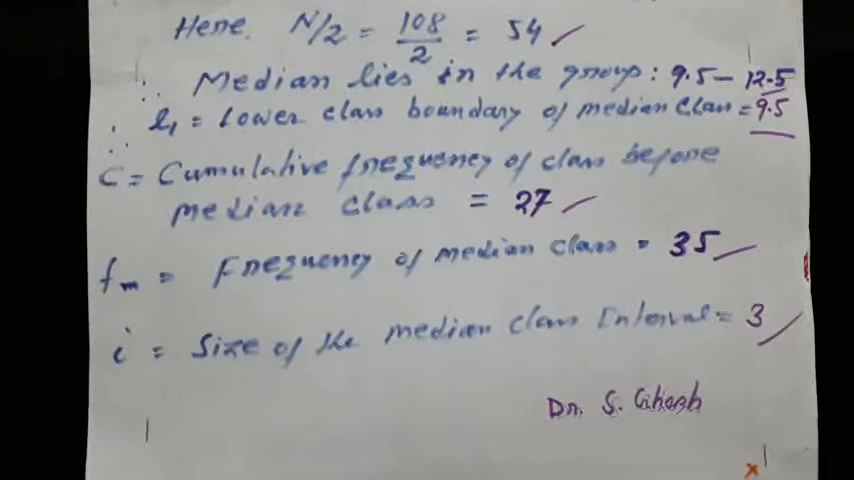 Here, N/2 = 108/2 = 54
∴ Median lies in the group: 9.5 - 12.5
∴ l₁ = Lower class boundary of median class = 9.5
C = Cumulative frequency of class before
median class = 27
fm = Frequency of median class = 35
i = Size of the median class Interval = 3
Dr. S. Ghosh